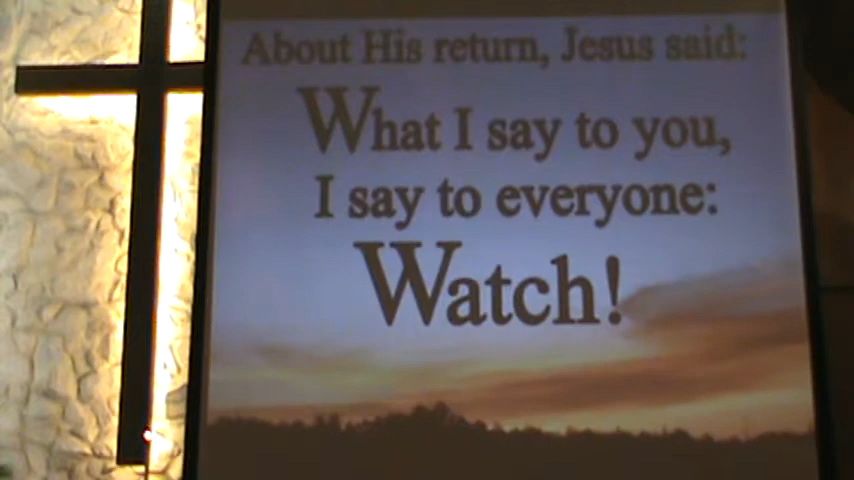 About His return, Jesus said:
What I say to you,
I say to everyone:
Watch!